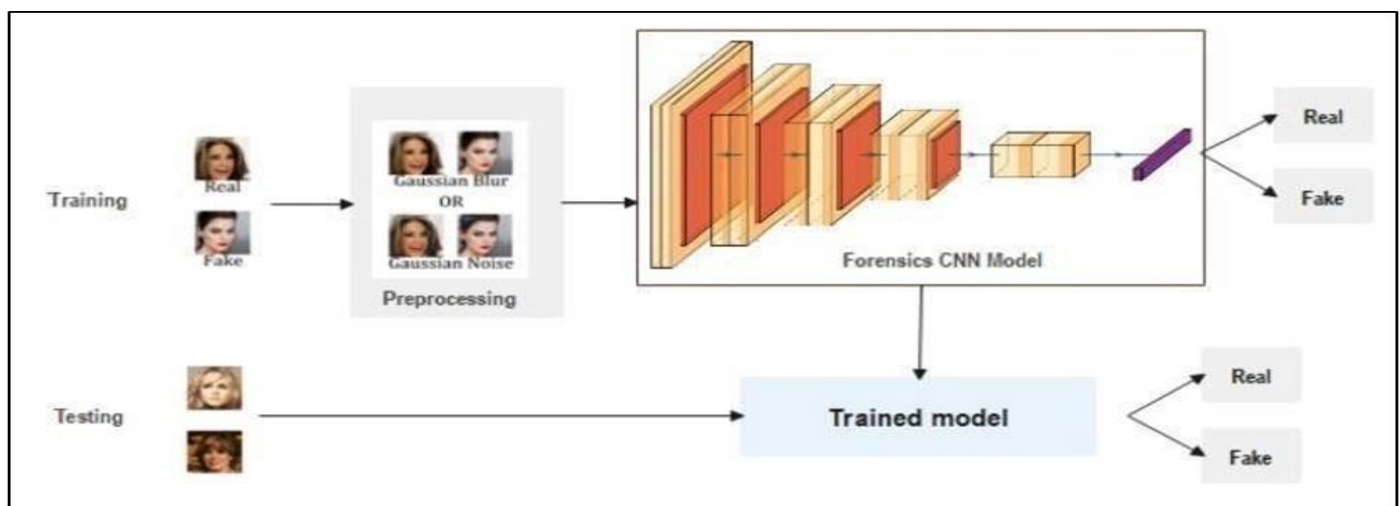 Training
Real
Fake
Gaussian Blur
OR
Gaussian Noise
Preprocessing
Forensics CNN Model
Real
Fake
Testing
Trained model
Real
Fake